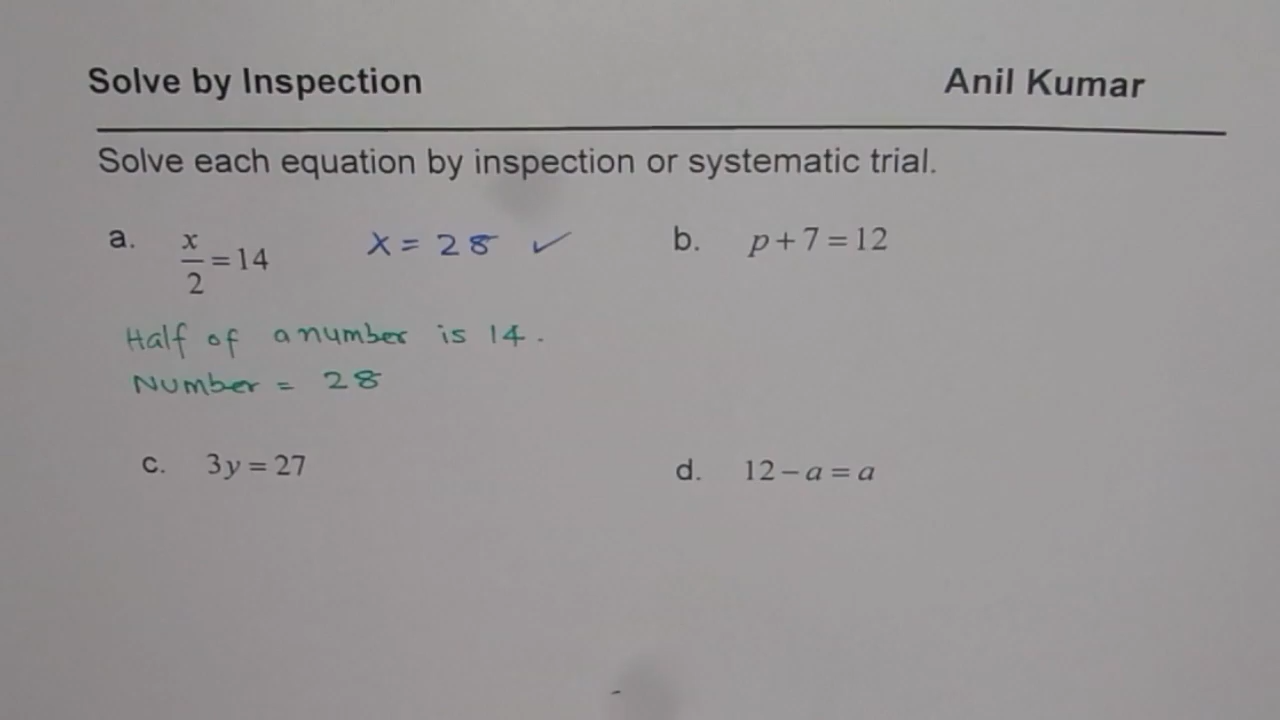 Solve by Inspection Anil Kumar
Solve each equation by inspection or systematic trial.
a. x/2 = 14 x = 28 ✓ b. p + 7 = 12
Half of a number is 14.
Number = 28
c. 3y = 27 d. 12 − a = a